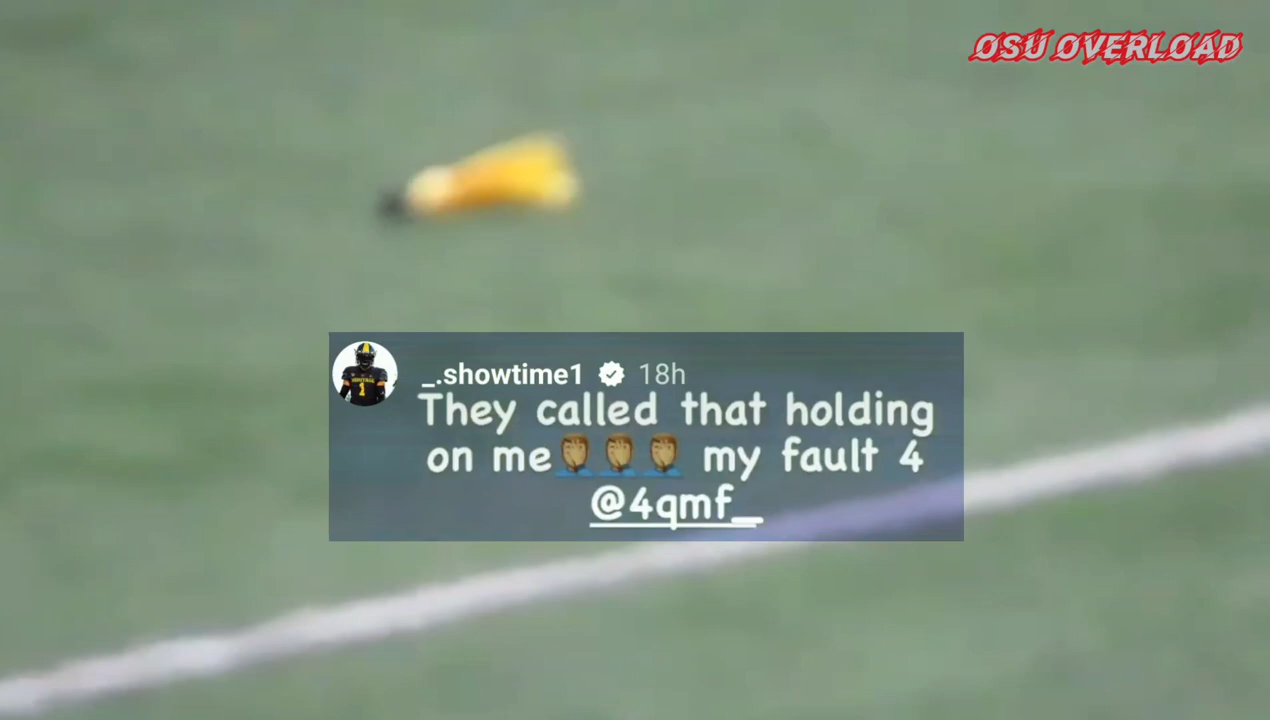 OSU OVERLOAD
_.showtime1 18h
They called that holding
on me🤦🏽‍♂️🤦🏽‍♂️🤦🏽‍♂️ my fault 4
@4qmf_